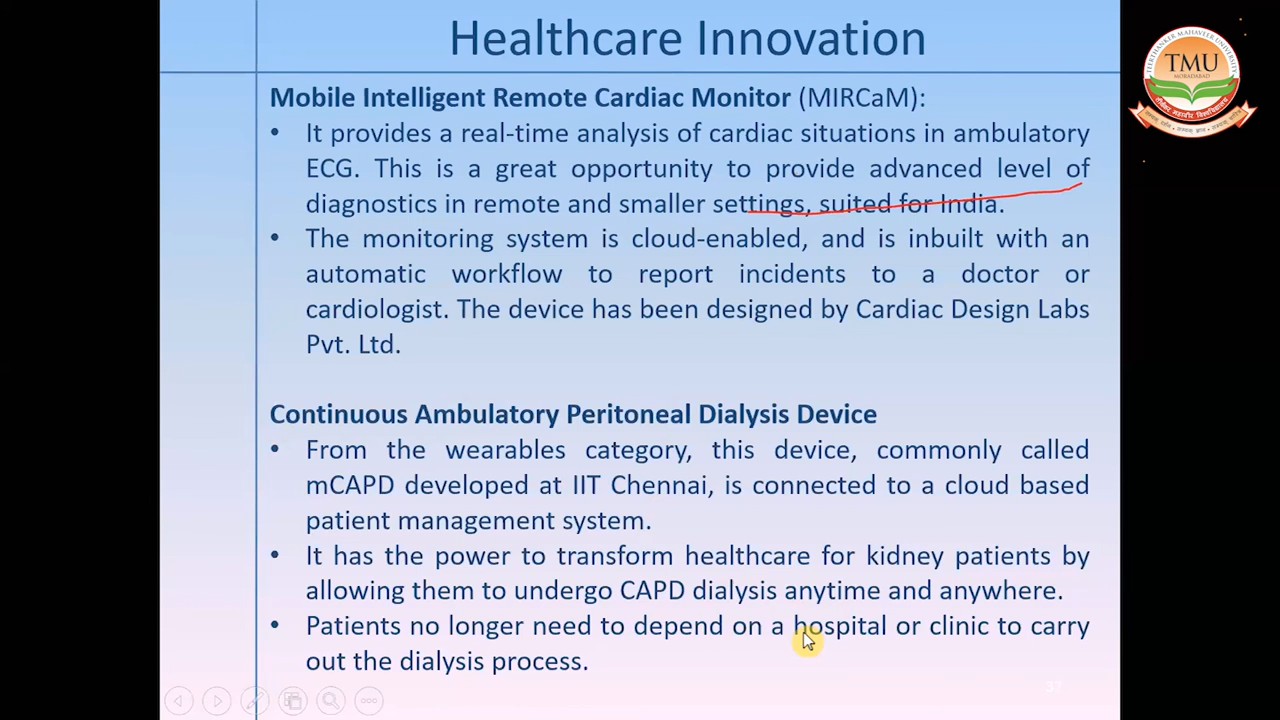 Healthcare Innovation
TEERTHANKER MAHAVEER UNIVERSITY
TMU
MORADABAD
Mobile Intelligent Remote Cardiac Monitor (MIRCaM):
• It provides a real-time analysis of cardiac situations in ambulatory
ECG. This is a great opportunity to provide advanced level of
diagnostics in remote and smaller settings, suited for India.
• The monitoring system is cloud-enabled, and is inbuilt with an
automatic workflow to report incidents to a doctor or
cardiologist. The device has been designed by Cardiac Design Labs
Pvt. Ltd.
Continuous Ambulatory Peritoneal Dialysis Device
• From the wearables category, this device, commonly called
mCAPD developed at IIT Chennai, is connected to a cloud based
patient management system.
• It has the power to transform healthcare for kidney patients by
allowing them to undergo CAPD dialysis anytime and anywhere.
• Patients no longer need to depend on a hospital or clinic to carry
out the dialysis process.
37